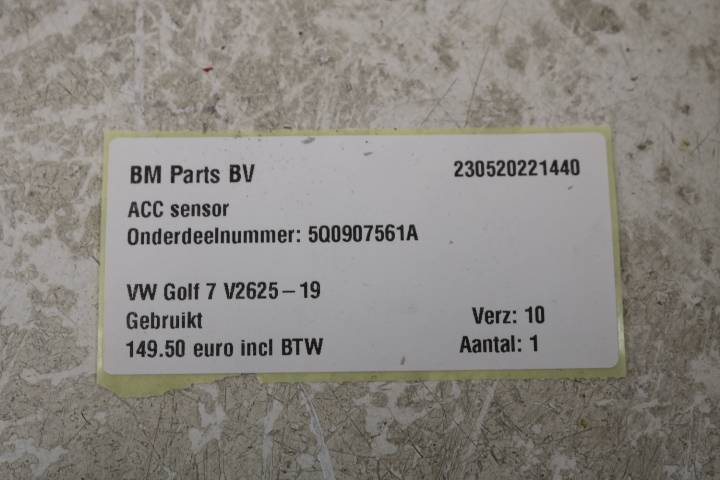 BM Parts BV 230520221440
ACC sensor
Onderdeelnummer: 5Q0907561A
VW Golf 7 V2625-19
Gebruikt Verz: 10
149.50 euro incl BTW Aantal: 1